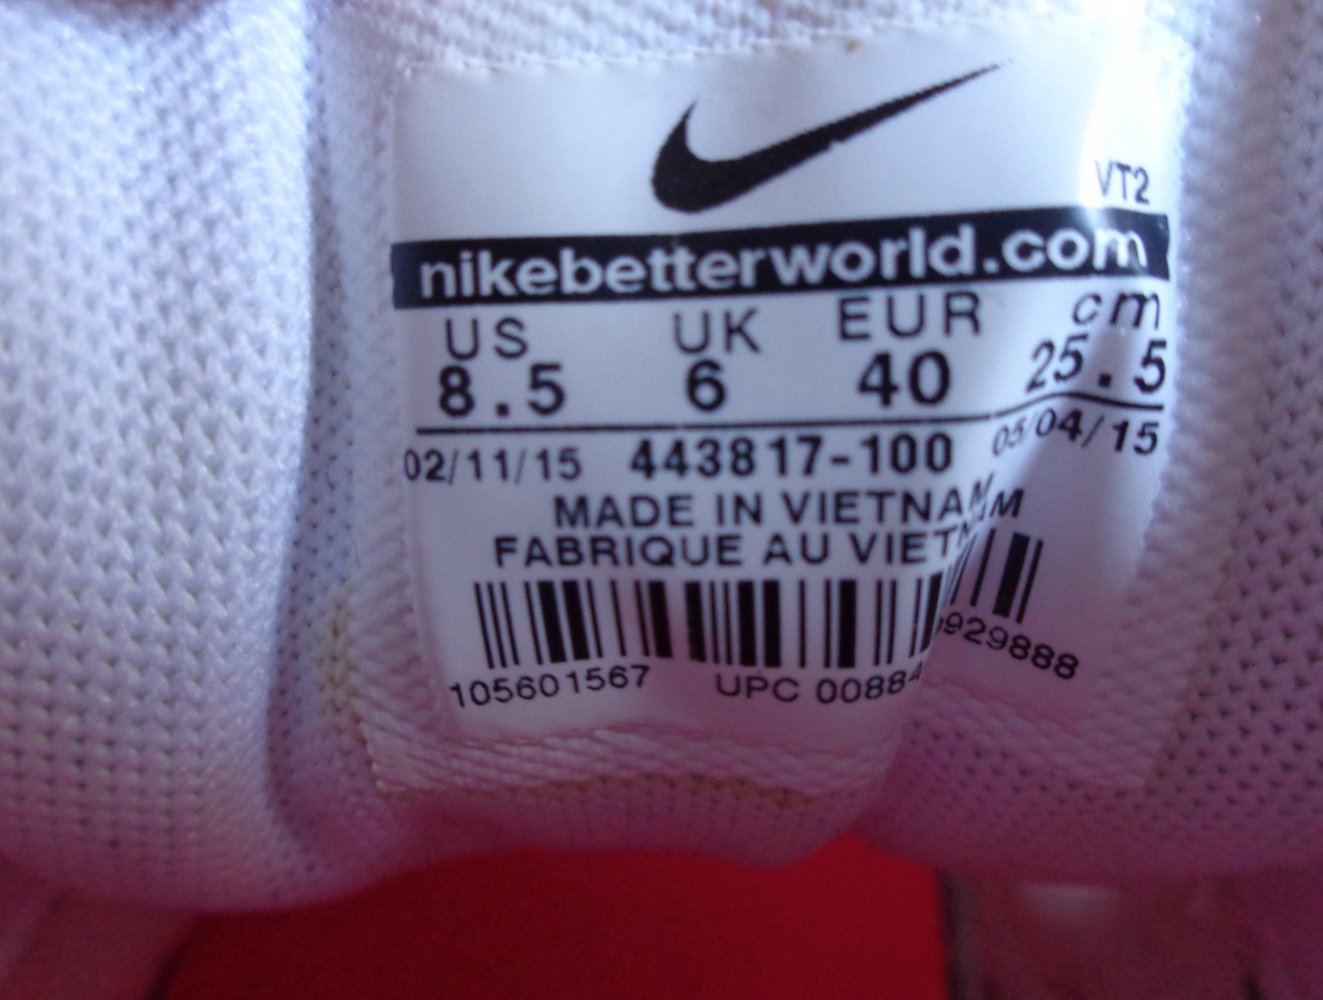 VT2
nikebetterworld.com
US UK EUR cm
8.5 6 40 25.5
02/11/15 443817-100 05/04/15
MADE IN VIETNAM
FABRIQUE AU VIETNAM
105601567 UPC 00884 929888